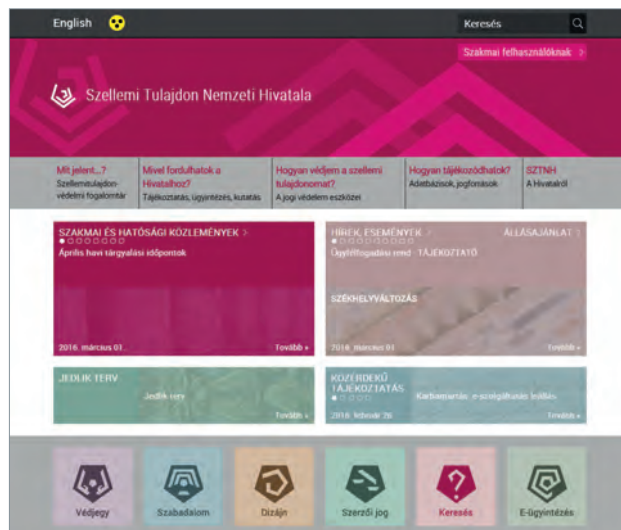 English
Keresés
Szakmai felhasználóknak >
Szellemi Tulajdon Nemzeti Hivatala
Mit jelent...?
Szellemitulajdon-
védelmi fogalomtár
Mivel fordulhatok a
Hivatalhoz?
Tájékoztatás, ügyintézés, kutatás
Hogyan védjem a szellemi
tulajdonomat?
A jogi védelem eszközei
Hogyan tájékozódhatok?
Adatbázisok, jogforrások
SZTNH
A Hivatalról
SZAKMAI ÉS HATÓSÁGI KÖZLEMÉNYEK >
Április havi tárgyalási időpontok
2016. március 01.
Tovább »
HÍREK, ESEMÉNYEK >
ÁLLÁSAJÁNLAT >
Ügyfélfogadási rend - TÁJÉKOZTATÓ
SZÉKHELYVÁLTOZÁS
2016. március 01.
Tovább »
JEDLIK TERV
Jedlik terv
Tovább »
KÖZÉRDEKŰ
TÁJÉKOZTATÁS
Karbantartás, e-szolgáltatás leállás
2016. február 26.
Tovább »
Védjegy
Szabadalom
Dizájn
Szerzői jog
Keresés
E-ügyintézés